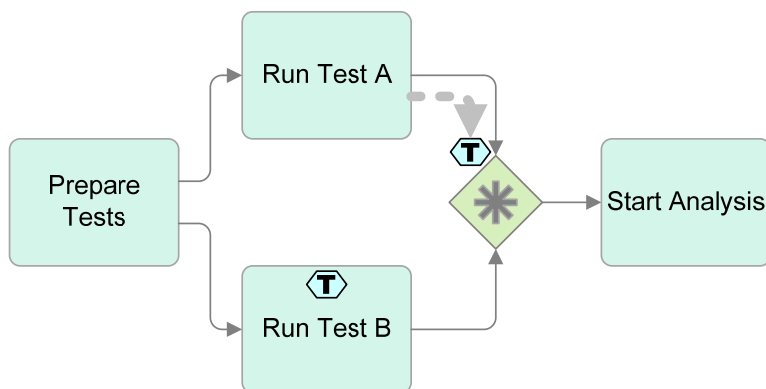 Run Test A
T
Prepare
Tests
Start Analysis
T
Run Test B